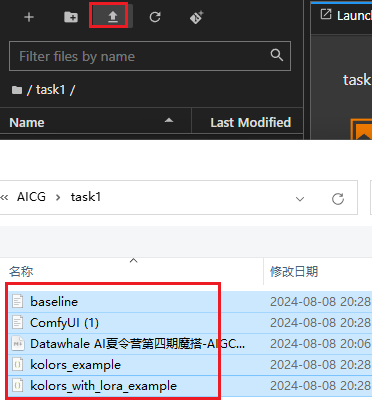 Launc
Filter files by name
/ task1 /
task
Name Last Modified
AICG > task1
名称 修改日期
baseline 2024-08-08 20:28
ComfyUI (1) 2024-08-08 20:28
Datawhale AI夏令营第四期魔搭-AIGC... 2024-08-08 20:06
kolors_example 2024-08-08 20:28
kolors_with_lora_example 2024-08-08 20:28